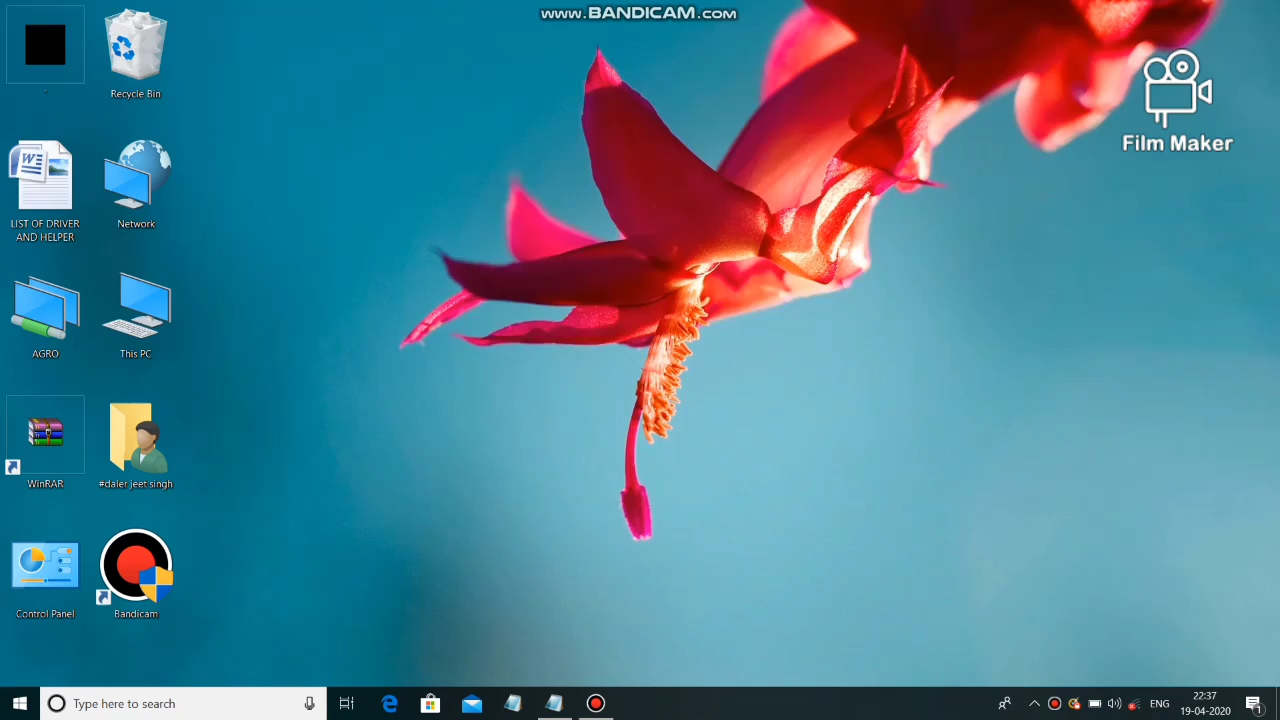 www.BANDICAM.com
Film Maker
Recycle Bin
LIST OF DRIVER
AND HELPER
Network
AGRO
This PC
WinRAR
#daler jeet singh
Control Panel
Bandicam
Type here to search
ENG
22:37
19-04-2020
1